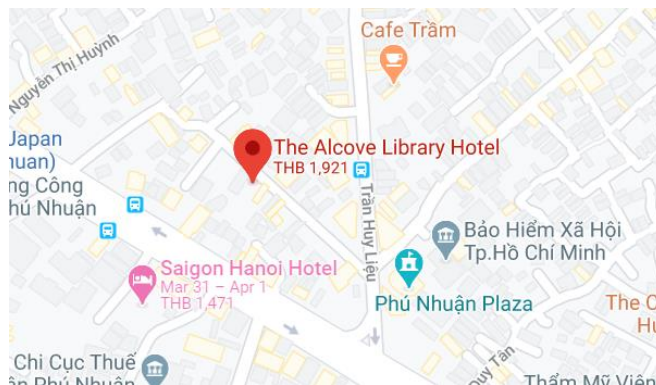 Cafe Trầm
Nguyễn Thị Huỳnh
Japan
huan)
ng Công
hú Nhuận
The Alcove Library Hotel
THB 1,921
Trần Huy Liệu
Bảo Hiểm Xã Hội
Tp.Hồ Chí Minh
Saigon Hanoi Hotel
Mar 31 – Apr 1
THB 1,471
Phú Nhuận Plaza
The C
Hu
Chi Cục Thuế
ận Phú Nhuận
Duy Tân
Thẩm Mỹ Viện